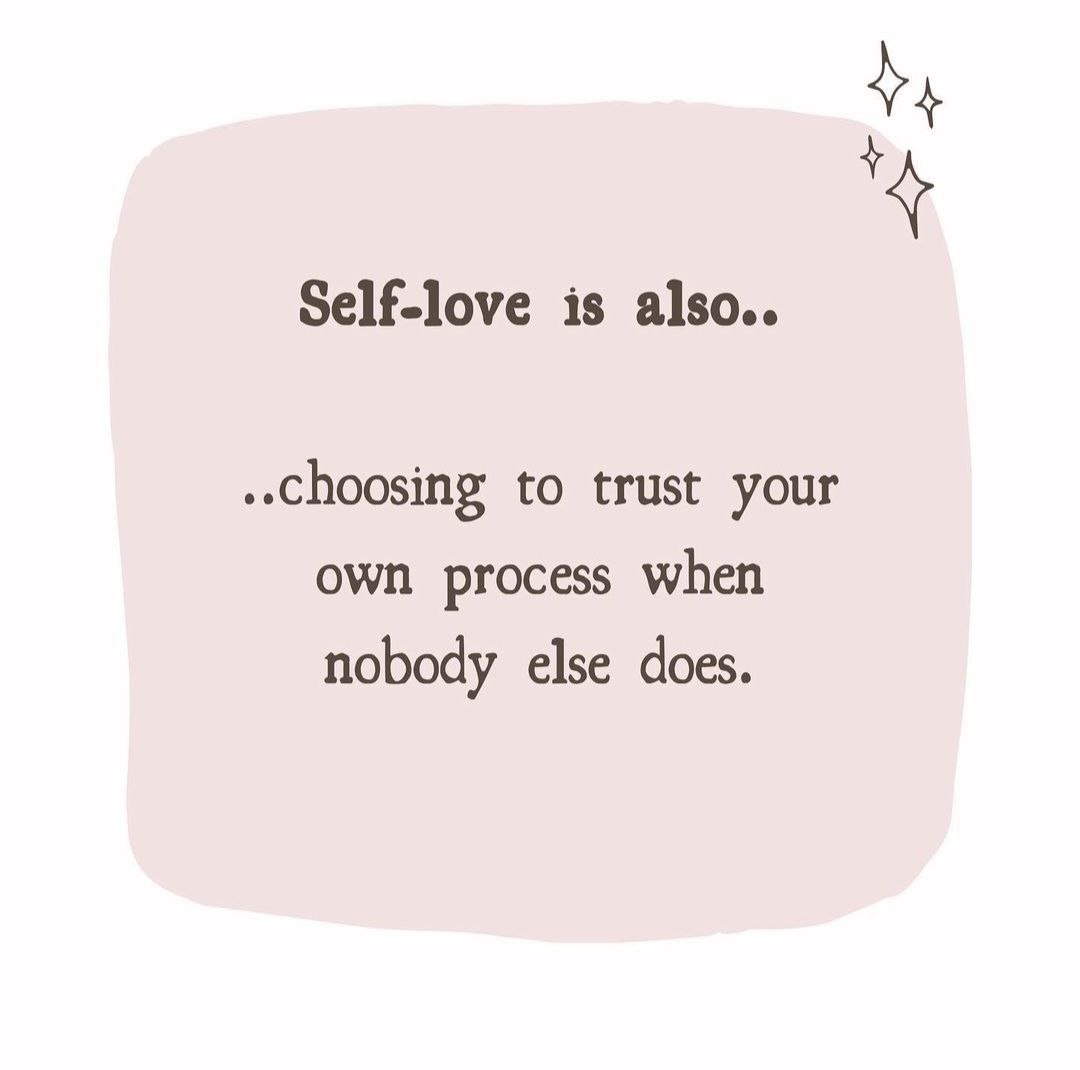 Self-love is also..
..choosing to trust your
own process when
nobody else does.